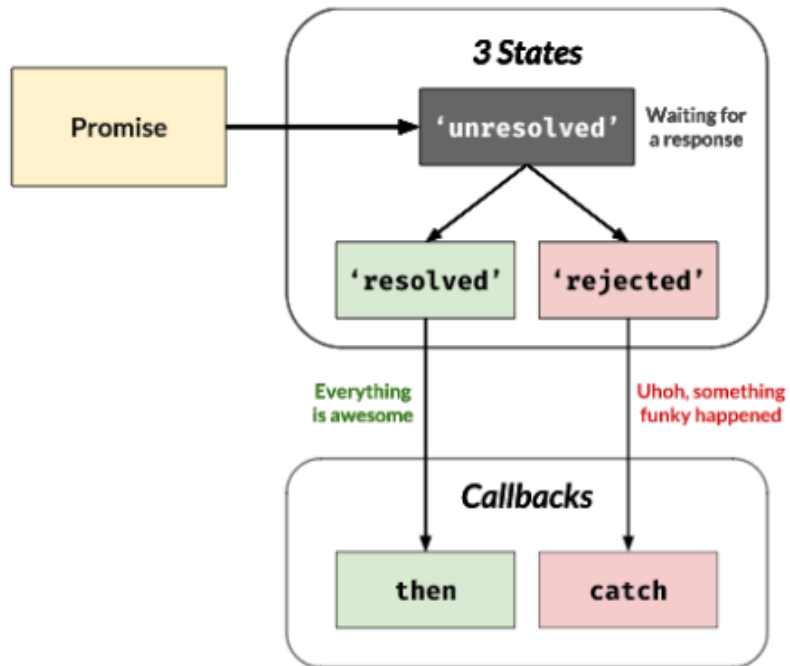 3 States
Promise
‘unresolved’
Waiting for
a response
‘resolved’
‘rejected’
Everything
is awesome
Uhoh, something
funky happened
Callbacks
then
catch